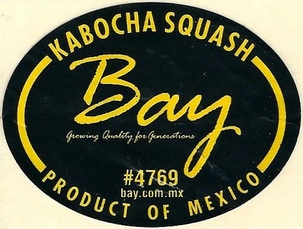 KABOCHA SQUASH
Bay
Growing Quality for Generations
#4769
bay.com.mx
PRODUCT OF MEXICO